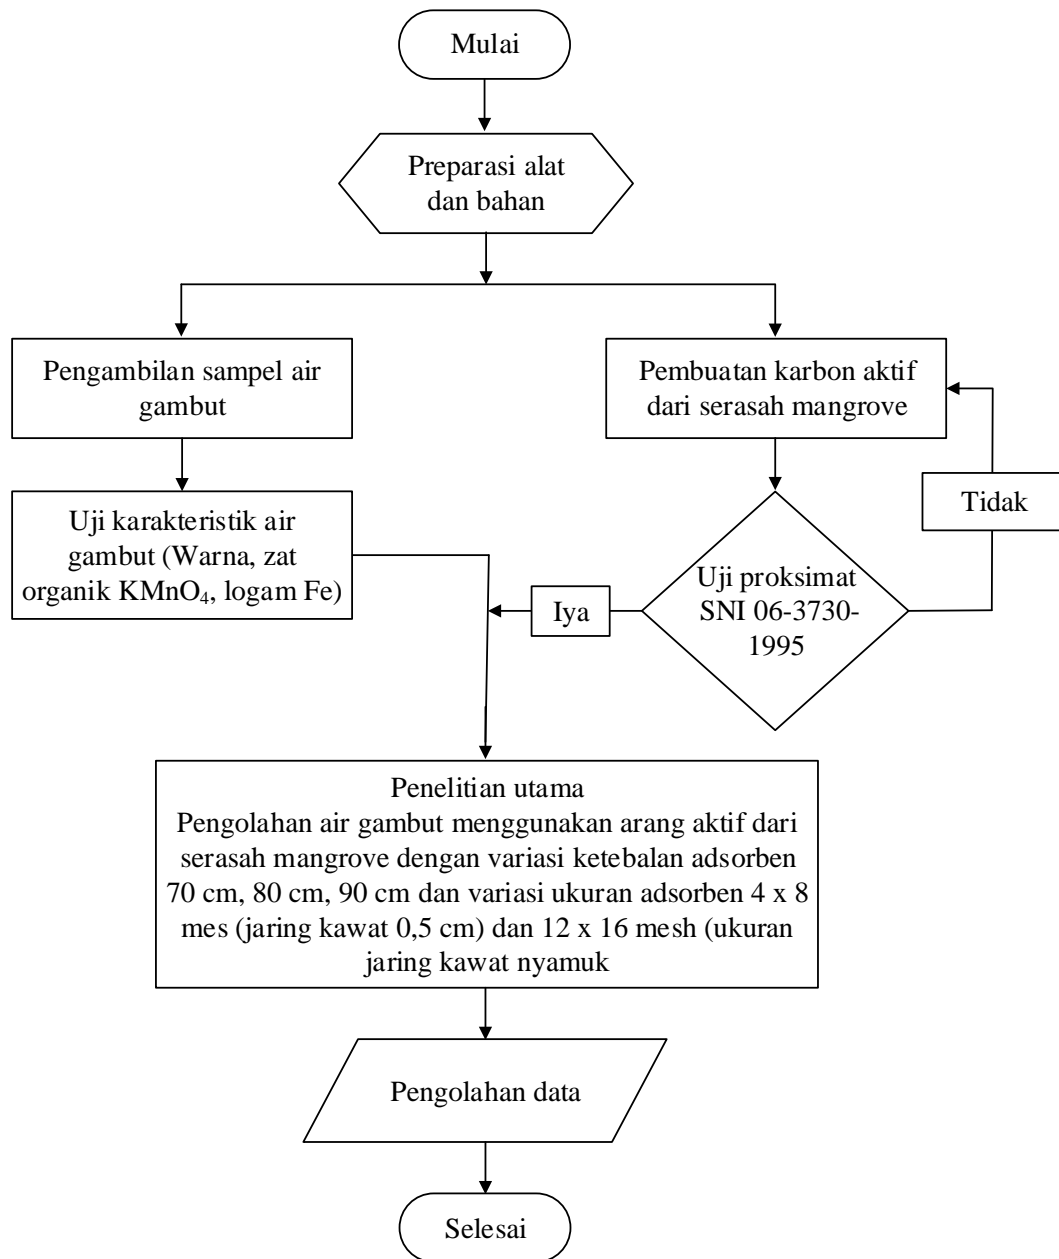 Mulai
Preparasi alat
dan bahan
Pengambilan sampel air
gambut
Pembuatan karbon aktif
dari serasah mangrove
Uji karakteristik air
gambut (Warna, zat
organik KMnO₄, logam Fe)
Iya
Uji proksimat
SNI 06-3730-
1995
Tidak
Penelitian utama
Pengolahan air gambut menggunakan arang aktif dari
serasah mangrove dengan variasi ketebalan adsorben
70 cm, 80 cm, 90 cm dan variasi ukuran adsorben 4 x 8
mes (jaring kawat 0,5 cm) dan 12 x 16 mesh (ukuran
jaring kawat nyamuk
Pengolahan data
Selesai